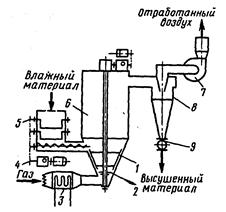 Отработанный
воздух
7
Влажный
материал
5
6
8
9
4
1
Газ
2
3
Высушенный
материал